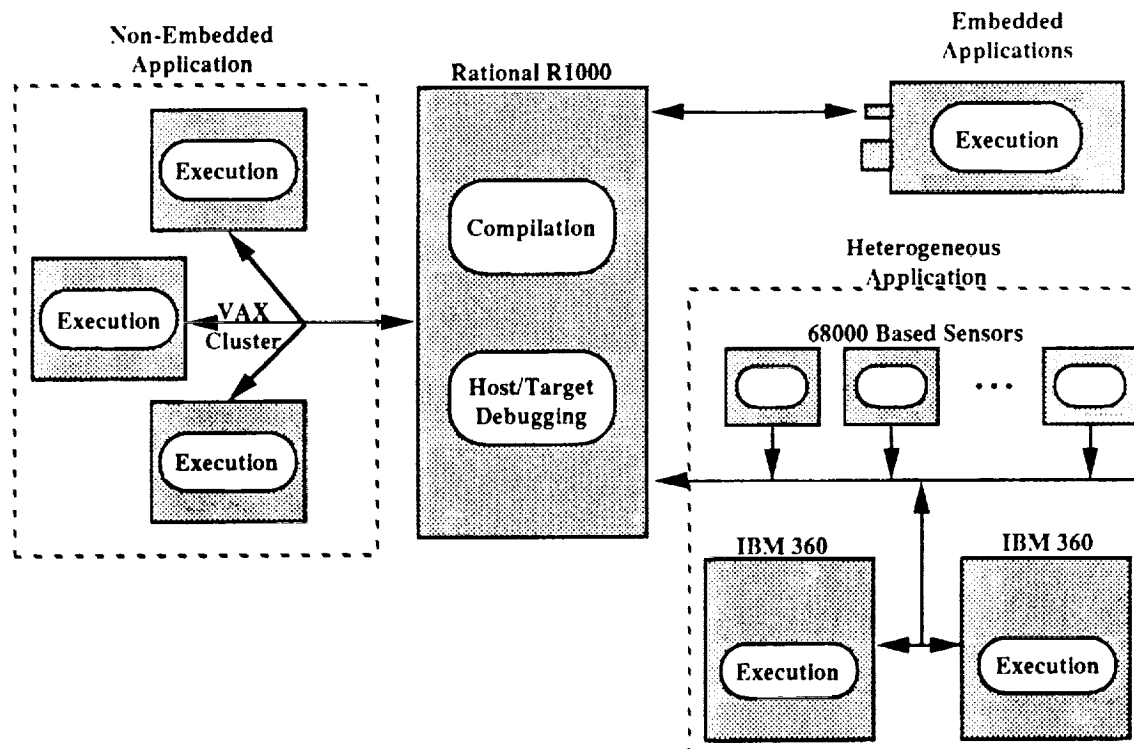 Non-Embedded
Application
Execution
Execution
VAX
Cluster
Execution
Rational R1000
Compilation
Host/Target
Debugging
Embedded
Applications
Execution
Heterogeneous
Application
68000 Based Sensors
...
IBM 360
Execution
IBM 360
Execution